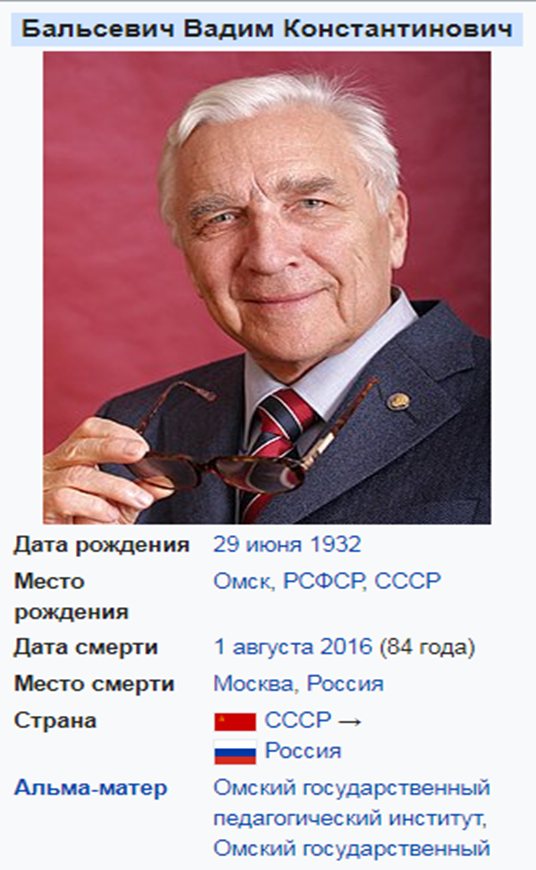 Бальсевич Вадим Константинович
Дата рождения 29 июня 1932
Место рождения Омск, РСФСР, СССР
Дата смерти 1 августа 2016 (84 года)
Место смерти Москва, Россия
Страна СССР →
Россия
Альма-матер Омский государственный
педагогический институт,
Омский государственный